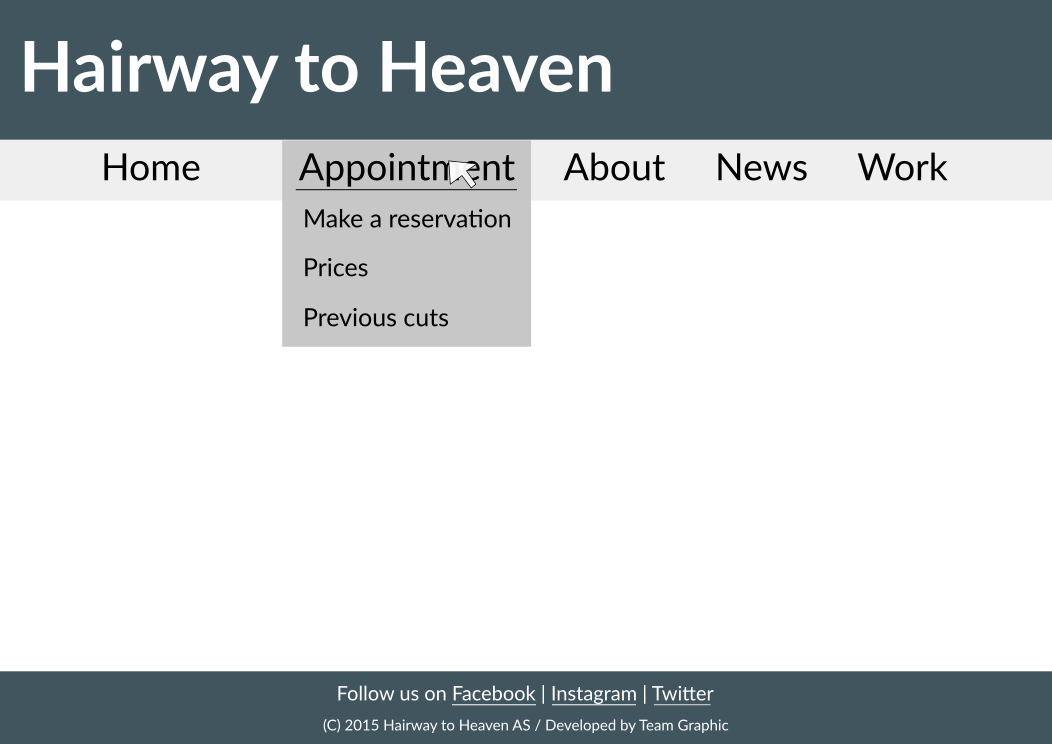 Hairway to Heaven
Home Appointment About News Work
Make a reservation
Prices
Previous cuts
Follow us on Facebook | Instagram | Twitter
(C) 2015 Hairway to Heaven AS / Developed by Team Graphic